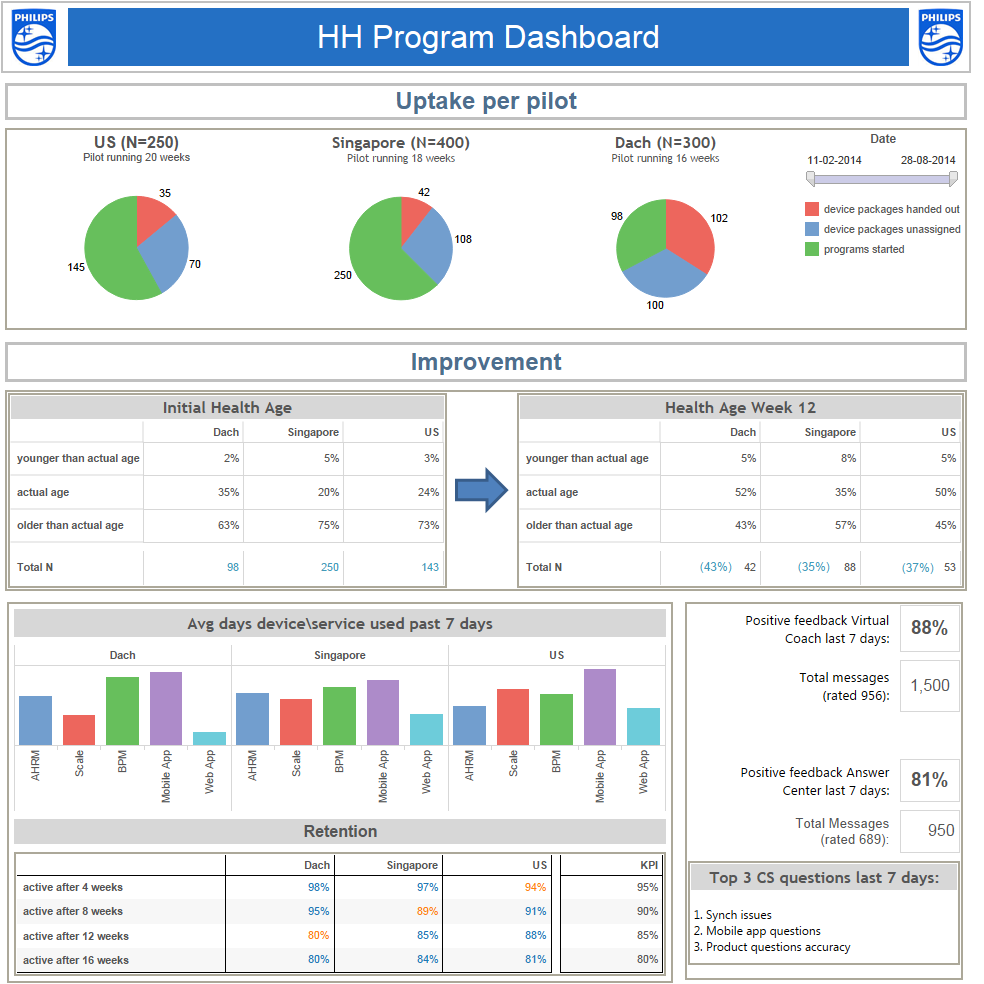 PHILIPS
HH Program Dashboard
PHILIPS
Uptake per pilot
US (N=250)
Pilot running 20 weeks
35
70
145
Singapore (N=400)
Pilot running 18 weeks
42
108
250
Dach (N=300)
Pilot running 16 weeks
98
102
100
Date
11-02-2014 28-08-2014
device packages handed out
device packages unassigned
programs started
Improvement
Initial Health Age
Dach Singapore US
younger than actual age 2% 5% 3%
actual age 35% 20% 24%
older than actual age 63% 75% 73%
Total N 98 250 143
Health Age Week 12
Dach Singapore US
younger than actual age 5% 8% 5%
actual age 52% 35% 50%
older than actual age 43% 57% 45%
Total N (43%) 42 (35%) 88 (37%) 53
Avg days device\service used past 7 days
Dach Singapore US
AHRM Scale BPM Mobile App Web App AHRM Scale BPM Mobile App Web App AHRM Scale BPM Mobile App Web App
Retention
Dach Singapore US KPI
active after 4 weeks 98% 97% 94% 95%
active after 8 weeks 95% 89% 91% 90%
active after 12 weeks 80% 85% 88% 85%
active after 16 weeks 80% 84% 81% 80%
Positive feedback Virtual
Coach last 7 days:
88%
Total messages
(rated 956):
1,500
Positive feedback Answer
Center last 7 days:
81%
Total Messages
(rated 689):
950
Top 3 CS questions last 7 days:
1. Synch issues
2. Mobile app questions
3. Product questions accuracy